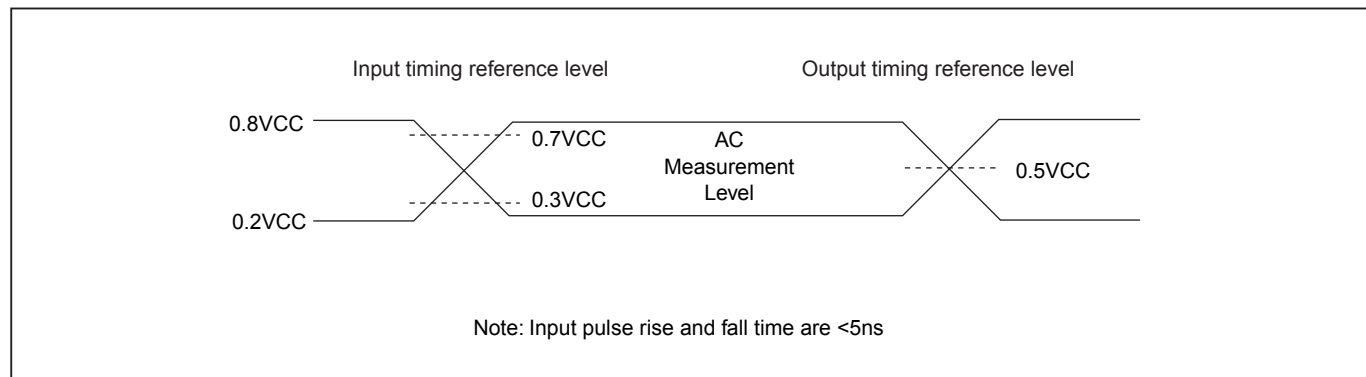 Input timing reference level
Output timing reference level
0.8VCC
0.7VCC
AC
Measurement
Level
0.5VCC
0.3VCC
0.2VCC
Note: Input pulse rise and fall time are <5ns